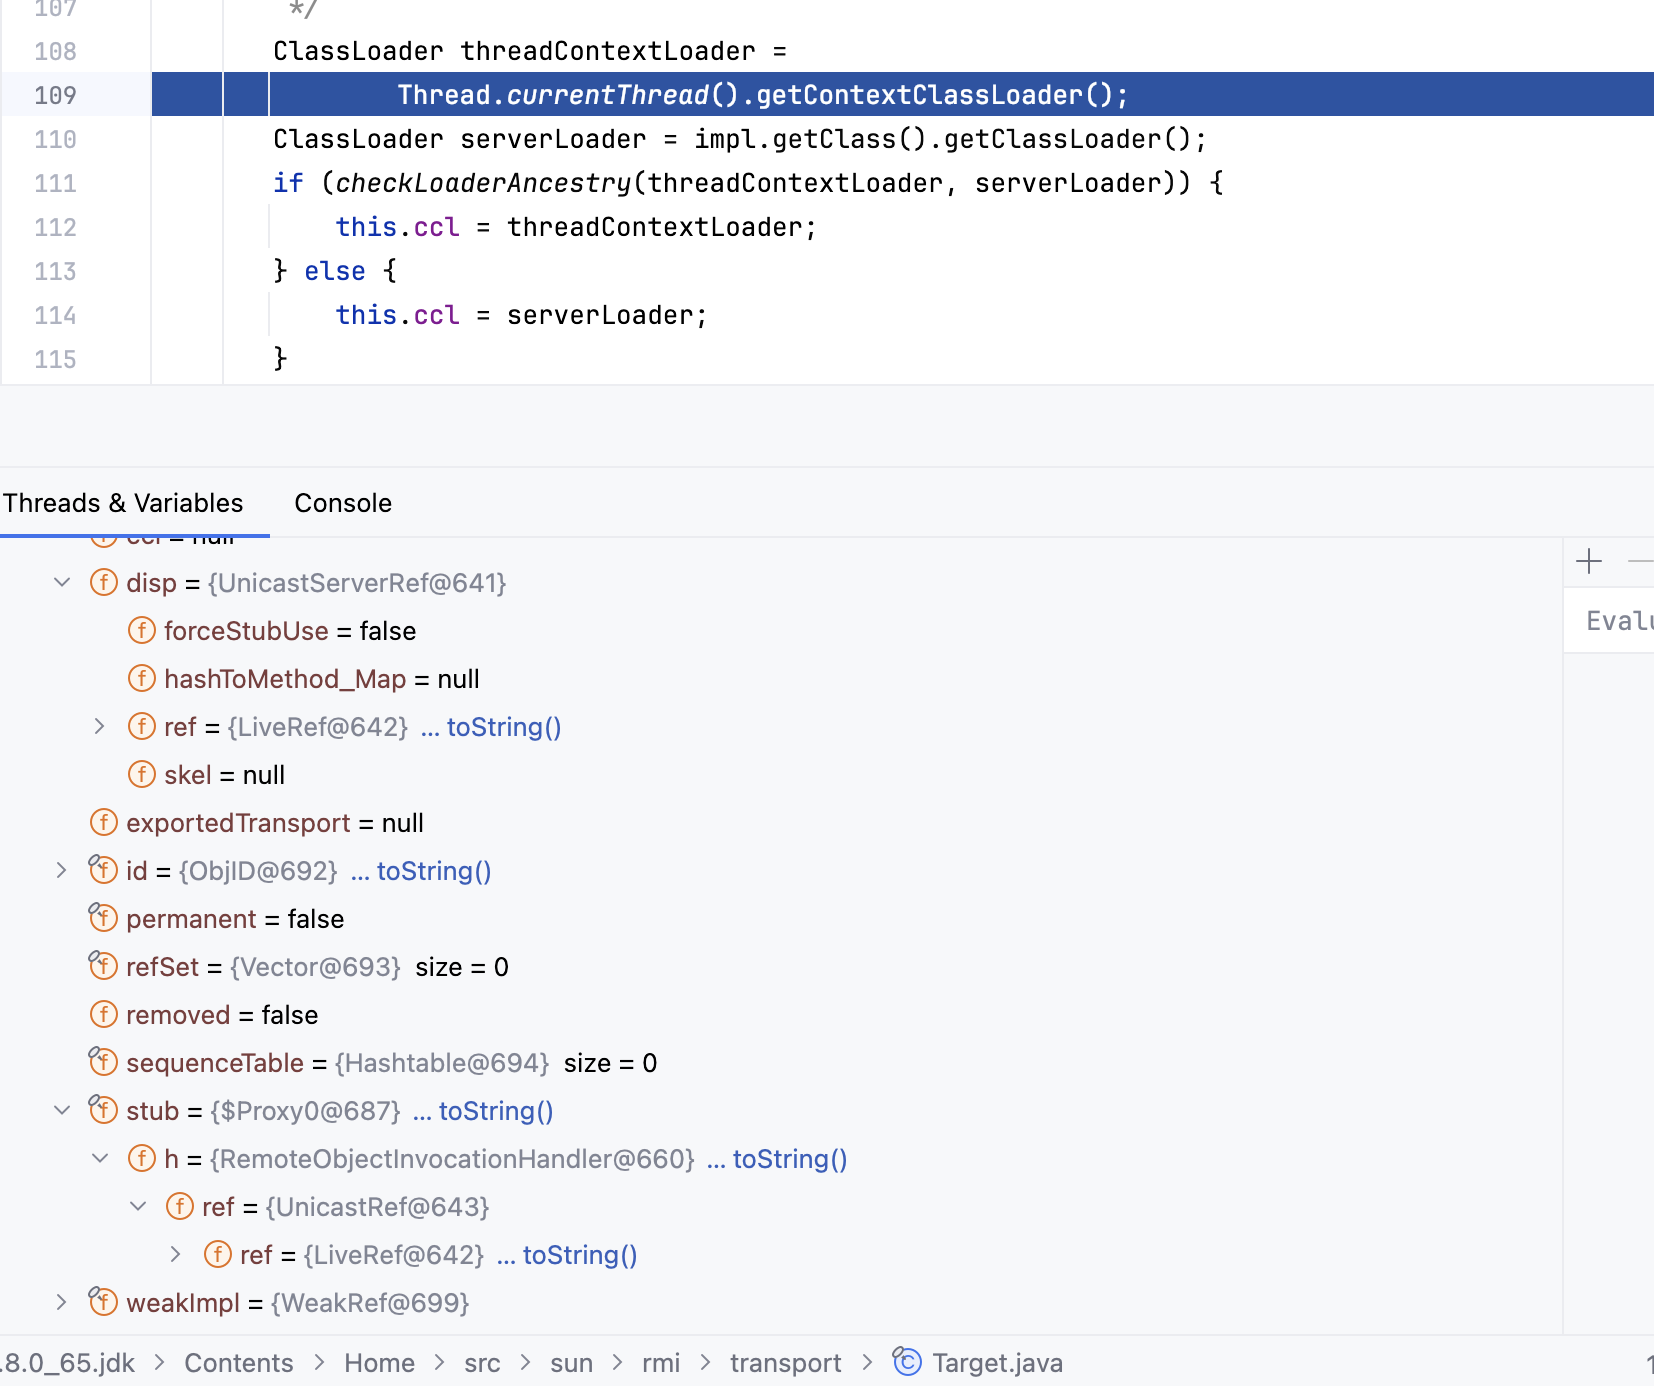 107 */
108 ClassLoader threadContextLoader =
109 Thread.currentThread().getContextClassLoader();
110 ClassLoader serverLoader = impl.getClass().getClassLoader();
111 if (checkLoaderAncestry(threadContextLoader, serverLoader)) {
112 this.ccl = threadContextLoader;
113 } else {
114 this.ccl = serverLoader;
115 }
Threads & Variables Console
ccl = null
disp = {UnicastServerRef@641}
forceStubUse = false
Evalu
hashToMethod_Map = null
ref = {LiveRef@642} ... toString()
skel = null
exportedTransport = null
id = {ObjID@692} ... toString()
permanent = false
refSet = {Vector@693} size = 0
removed = false
sequenceTable = {Hashtable@694} size = 0
stub = {$Proxy0@687} ... toString()
h = {RemoteObjectInvocationHandler@660} ... toString()
ref = {UnicastRef@643}
ref = {LiveRef@642} ... toString()
weakImpl = {WeakRef@699}
.8.0_65.jdk > Contents > Home > src > sun > rmi > transport > Target.java